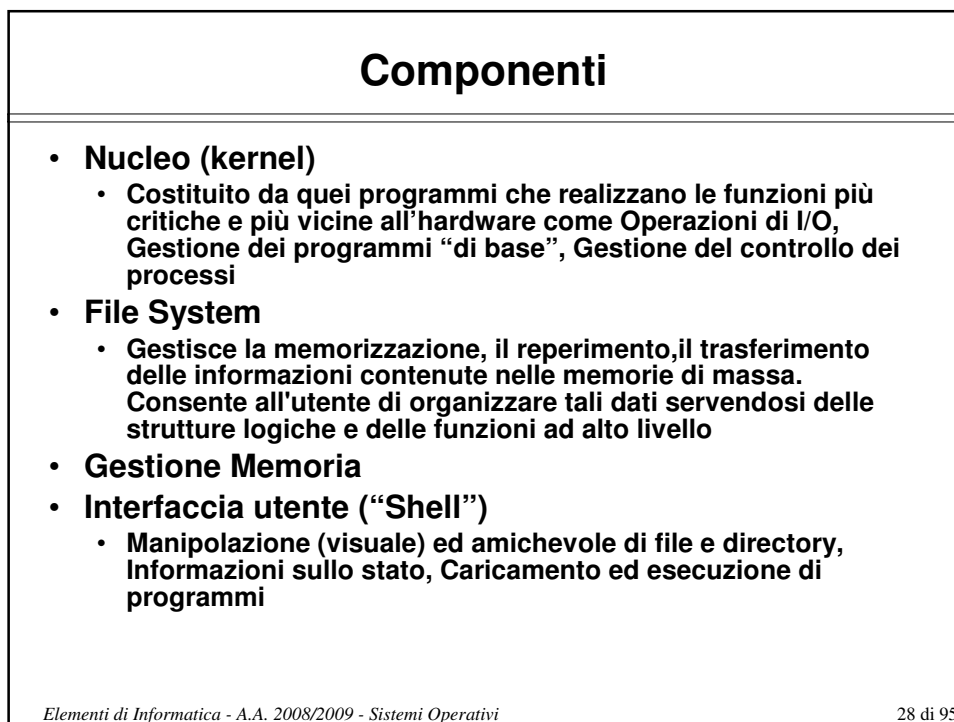 Componenti
• Nucleo (kernel)
• Costituito da quei programmi che realizzano le funzioni più
critiche e più vicine all’hardware come Operazioni di I/O,
Gestione dei programmi “di base”, Gestione del controllo dei
processi
• File System
• Gestisce la memorizzazione, il reperimento,il trasferimento
delle informazioni contenute nelle memorie di massa.
Consente all'utente di organizzare tali dati servendosi delle
strutture logiche e delle funzioni ad alto livello
• Gestione Memoria
• Interfaccia utente (“Shell”)
• Manipolazione (visuale) ed amichevole di file e directory,
Informazioni sullo stato, Caricamento ed esecuzione di
programmi
Elementi di Informatica - A.A. 2008/2009 - Sistemi Operativi
28 di 95